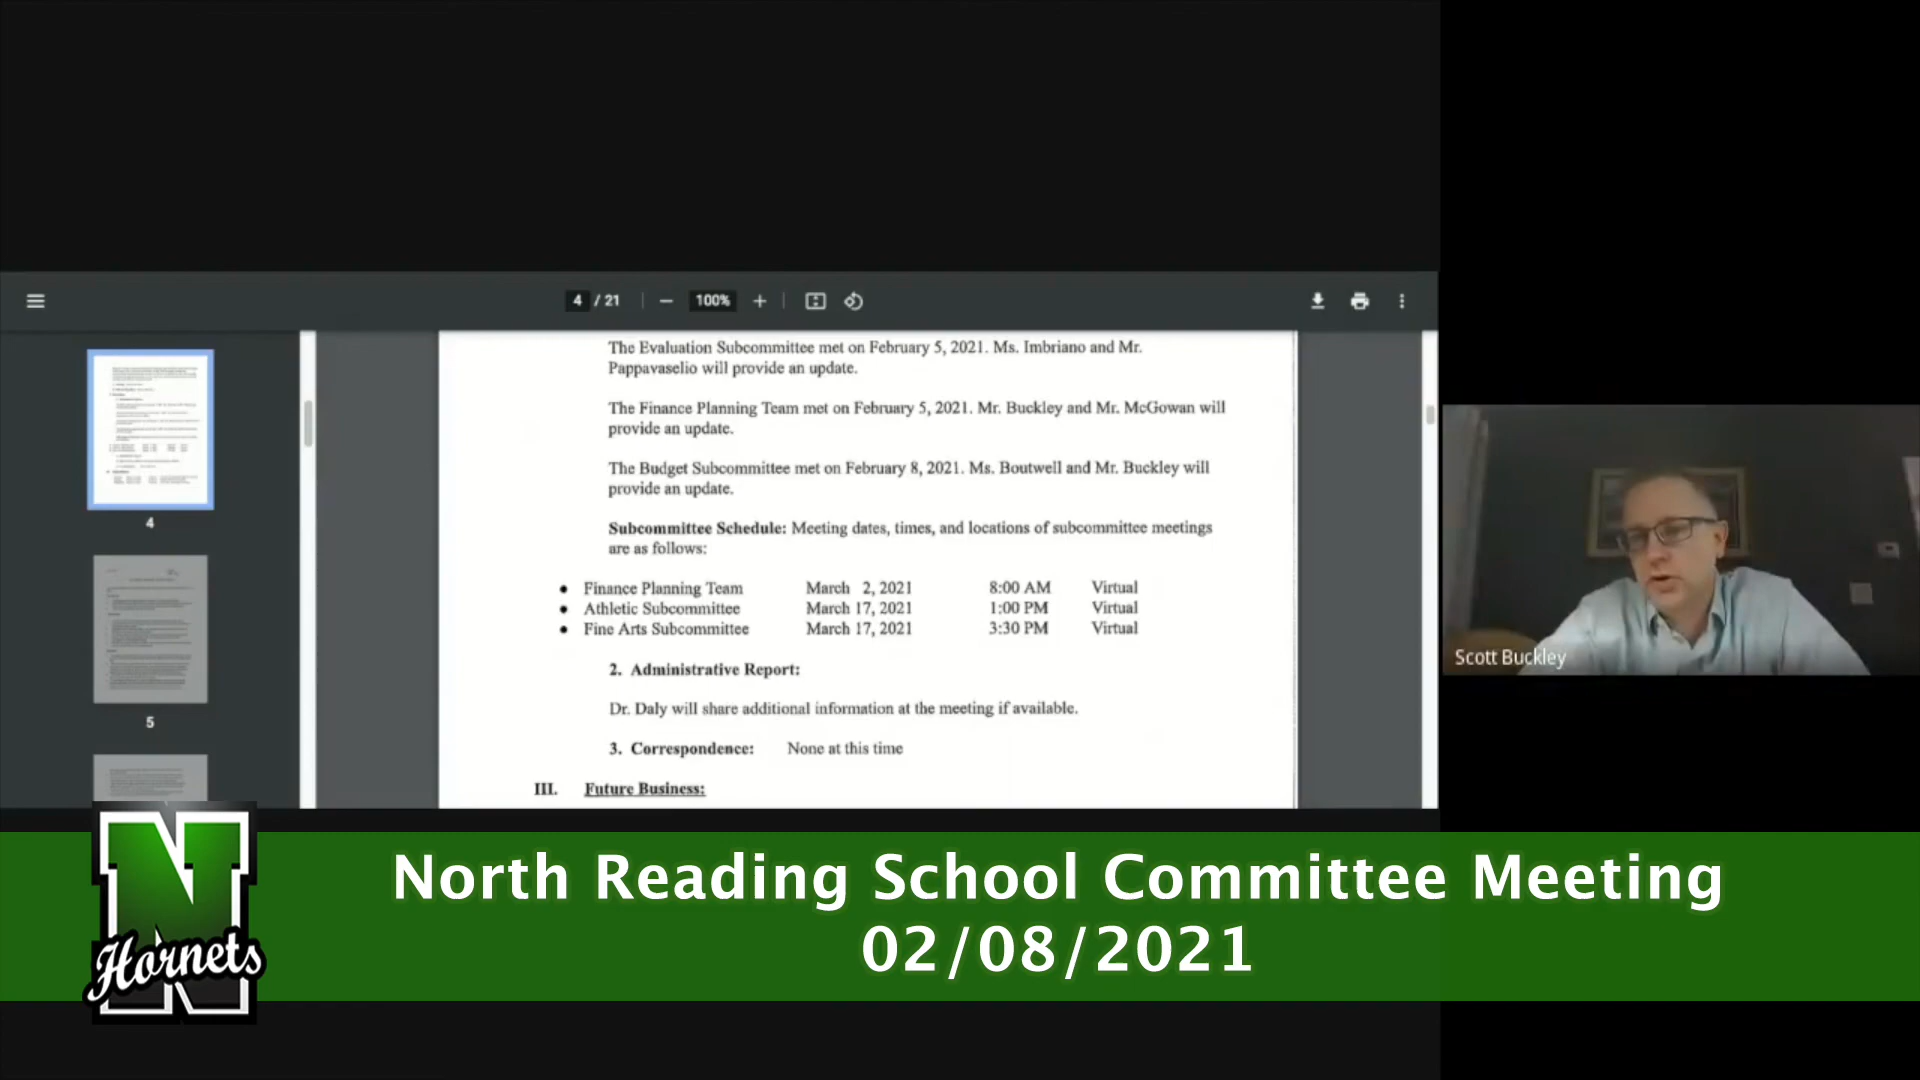 4 / 21
100%
The Evaluation Subcommittee met on February 5, 2021. Ms. Imbriano and Mr.
Pappavaselio will provide an update.
The Finance Planning Team met on February 5, 2021. Mr. Buckley and Mr. McGowan will
provide an update.
The Budget Subcommittee met on February 8, 2021. Ms. Boutwell and Mr. Buckley will
provide an update.
Subcommittee Schedule: Meeting dates, times, and locations of subcommittee meetings
are as follows:
• Finance Planning Team March 2, 2021 8:00 AM Virtual
• Athletic Subcommittee March 17, 2021 1:00 PM Virtual
• Fine Arts Subcommittee March 17, 2021 3:30 PM Virtual
2. Administrative Report:
Dr. Daly will share additional information at the meeting if available.
3. Correspondence: None at this time
III. Future Business:
4
5
Scott Buckley
N
Hornets
North Reading School Committee Meeting
02/08/2021